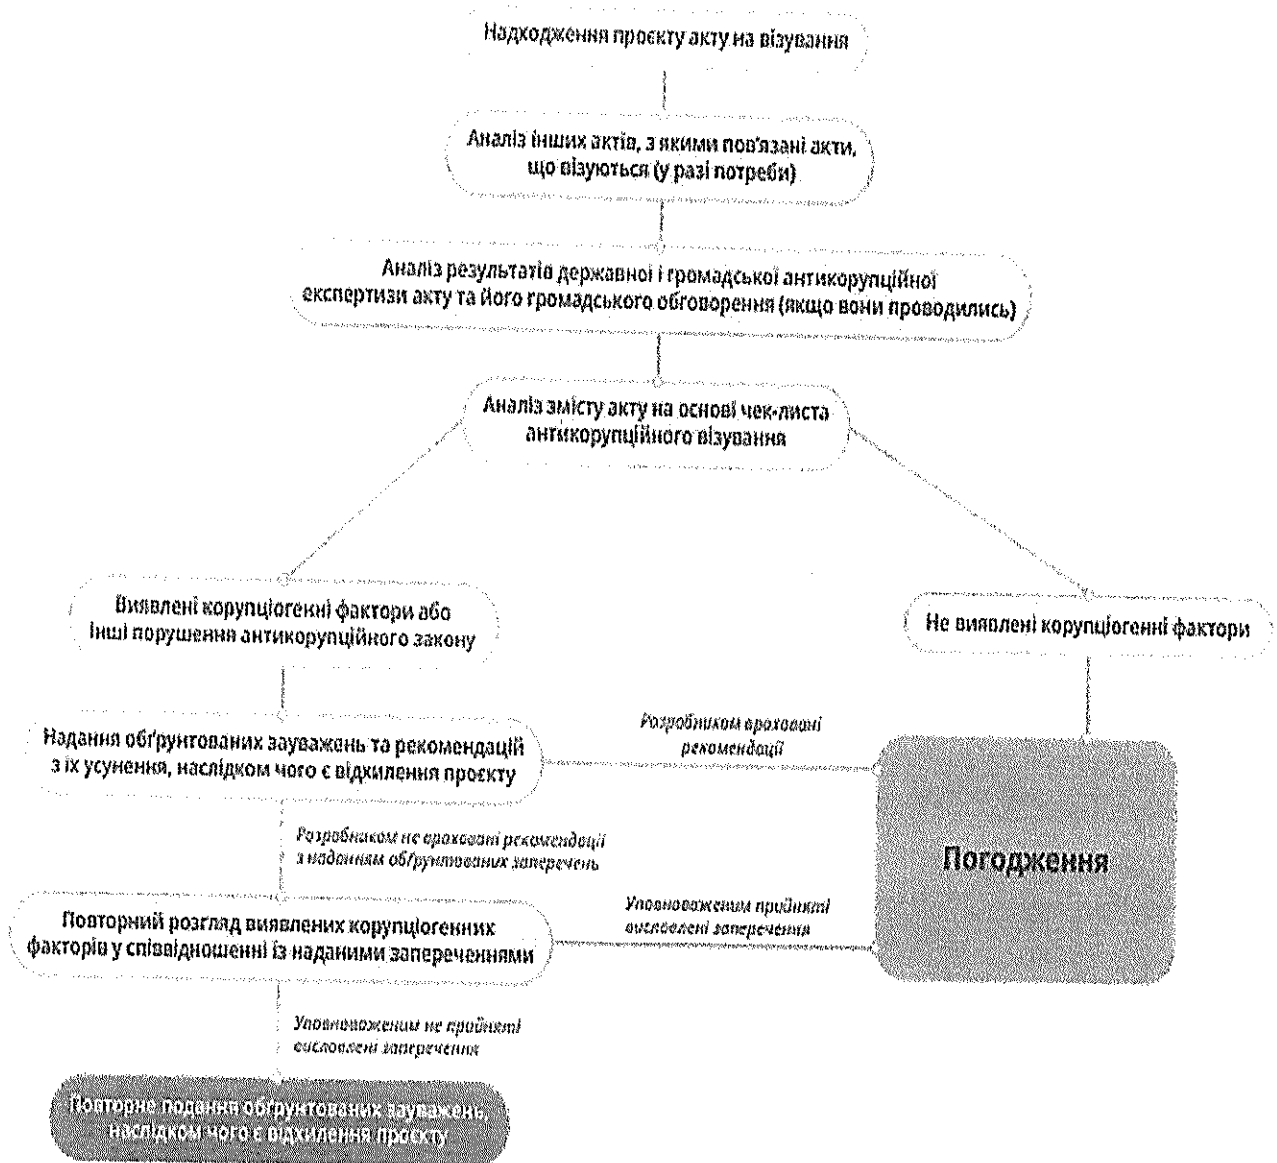 Надходження проєкту акту на візування
Аналіз інших актів, з якими пов'язані акти,
що візуються (у разі потреби)
Аналіз результатів державної і громадської антикорупційної
експертизи акту та його громадського обговорення (якщо вони проводились)
Аналіз змісту акту на основі чек-листа
антикорупційного візування
Виявлені корупціогенні фактори або
інші порушення антикорупційного закону
Не виявлені корупціогенні фактори
Надання обґрунтованих зауважень та рекомендацій
з їх усунення, наслідком чого є відхилення проєкту
Розробником враховані
рекомендації
Погодження
Розробником не враховані рекомендації
з наданням обґрунтованих заперечень
Повторний розгляд виявлених корупціогенних
факторів у співвідношенні із наданими запереченнями
Уповноваженим прийняті
висловлені заперечення
Уповноваженим не прийняті
висловлені заперечення
Повторне подання обґрунтованих зауважень,
наслідком чого є відхилення проєкту